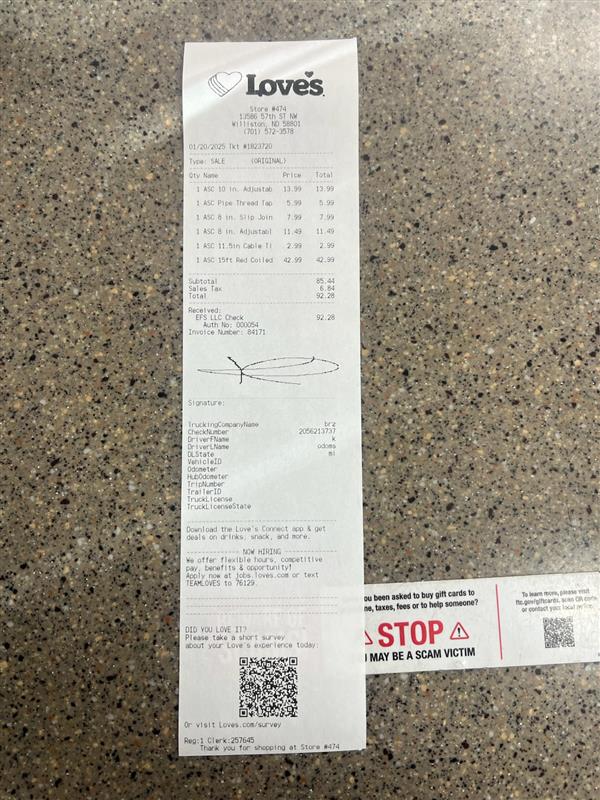 Love's
Store #474
13586 57th ST NW
Williston, ND 58801
(701) 572-3578
01/20/2025 Tkt #1823720
Type: SALE (ORIGINAL)
Qty Name Price Total
1 ASC 10 in. Adjustab 13.99 13.99
1 ASC Pipe Thread Tap 5.99 5.99
1 ASC 8 in. Slip Join 7.99 7.99
1 ASC 8 in. Adjustabl 11.49 11.49
1 ASC 11.5in Cable Ti 2.99 2.99
1 ASC 15ft Red Coiled 42.99 42.99
Subtotal 85.44
Sales Tax 6.84
Total 92.28
Received:
EFS LLC Check 92.28
Auth No: 000054
Invoice Number: 84171
Signature:
TruckingCompanyName brz
CheckNumber 2056213737
DriverFName k
DriverLName odoms
DLState mi
VehicleID
Odometer
HubOdometer
TripNumber
TrailerID
TruckLicense
TruckLicenseState
Download the Love's Connect app & get
deals on drinks, snack, and more.
NOW HIRING
We offer flexible hours, competitive
pay, benefits & opportunity!
Apply now at jobs.loves.com or text
TEAMLOVES to 76129.
DID YOU LOVE IT?
Please take a short survey
about your Love's experience today:
Or visit Loves.com/survey
Reg:1 Clerk:257645
Thank you for shopping at Store #474
ou been asked to buy gift cards to
ne, taxes, fees or to help someone?
STOP
MAY BE A SCAM VICTIM
To learn more, please visit
ftc.gov/giftcards, scan QR code
or contact your local